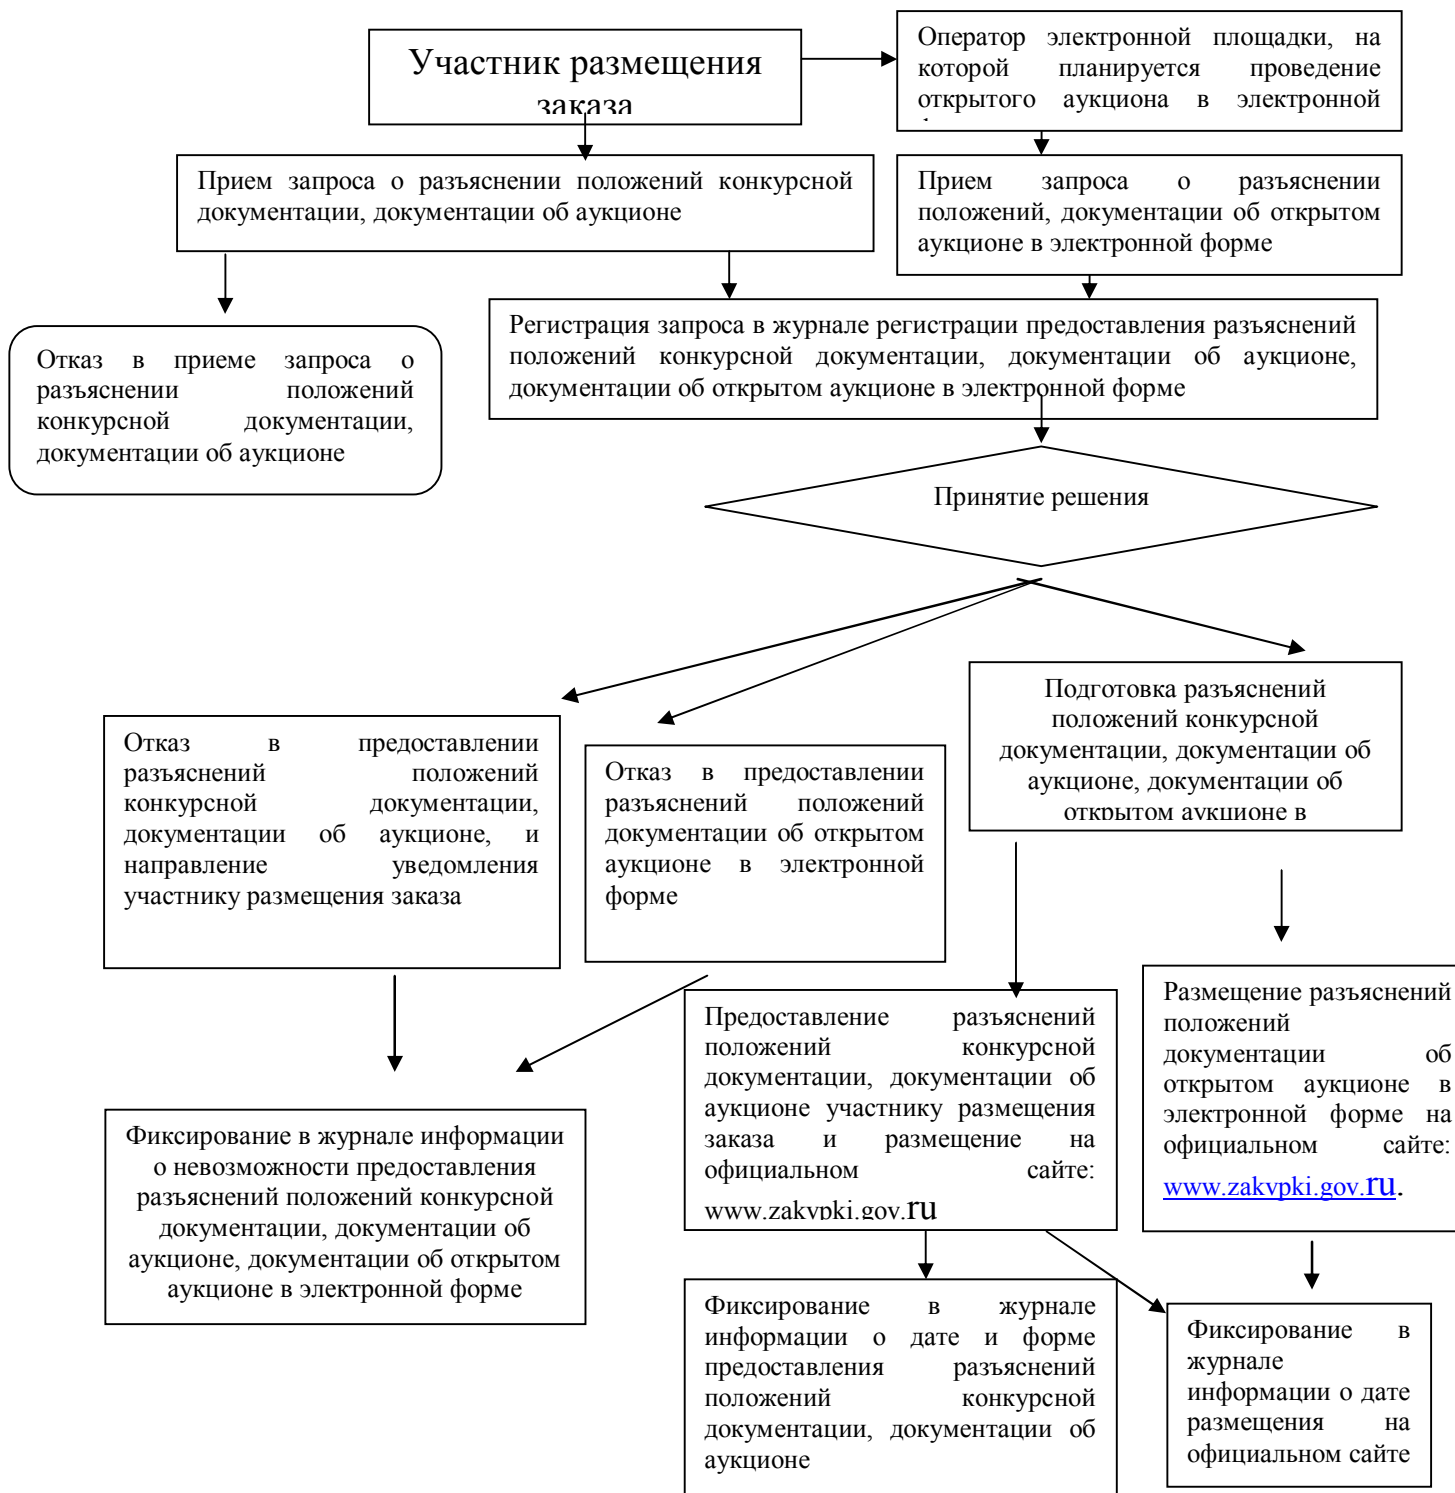 Участник размещения
заказа
Оператор электронной площадки, на
которой планируется проведение
открытого аукциона в электронной
Прием запроса о разъяснении положений конкурсной
документации, документации об аукционе
Прием запроса о разъяснении
положений, документации об открытом
аукционе в электронной форме
Отказ в приеме запроса о
разъяснении положений
конкурсной документации,
документации об аукционе
Регистрация запроса в журнале регистрации предоставления разъяснений
положений конкурсной документации, документации об аукционе,
документации об открытом аукционе в электронной форме
Принятие решения
Отказ в предоставлении
разъяснений положений
конкурсной документации,
документации об аукционе, и
направление уведомления
участнику размещения заказа
Отказ в предоставлении
разъяснений положений
документации об открытом
аукционе в электронной
форме
Подготовка разъяснений
положений конкурсной
документации, документации об
аукционе, документации об
открытом аукционе в
Фиксирование в журнале информации
о невозможности предоставления
разъяснений положений конкурсной
документации, документации об
аукционе, документации об открытом
аукционе в электронной форме
Предоставление разъяснений
положений конкурсной
документации, документации об
аукционе участнику размещения
заказа и размещение на
официальном сайте:
www.zakvpki.gov.ru
Размещение разъяснений
положений
документации об
открытом аукционе в
электронной форме на
официальном сайте:
www.zakvpki.gov.ru.
Фиксирование в журнале
информации о дате и форме
предоставления разъяснений
положений конкурсной
документации, документации об
аукционе
Фиксирование в
журнале
информации о дате
размещения на
официальном сайте